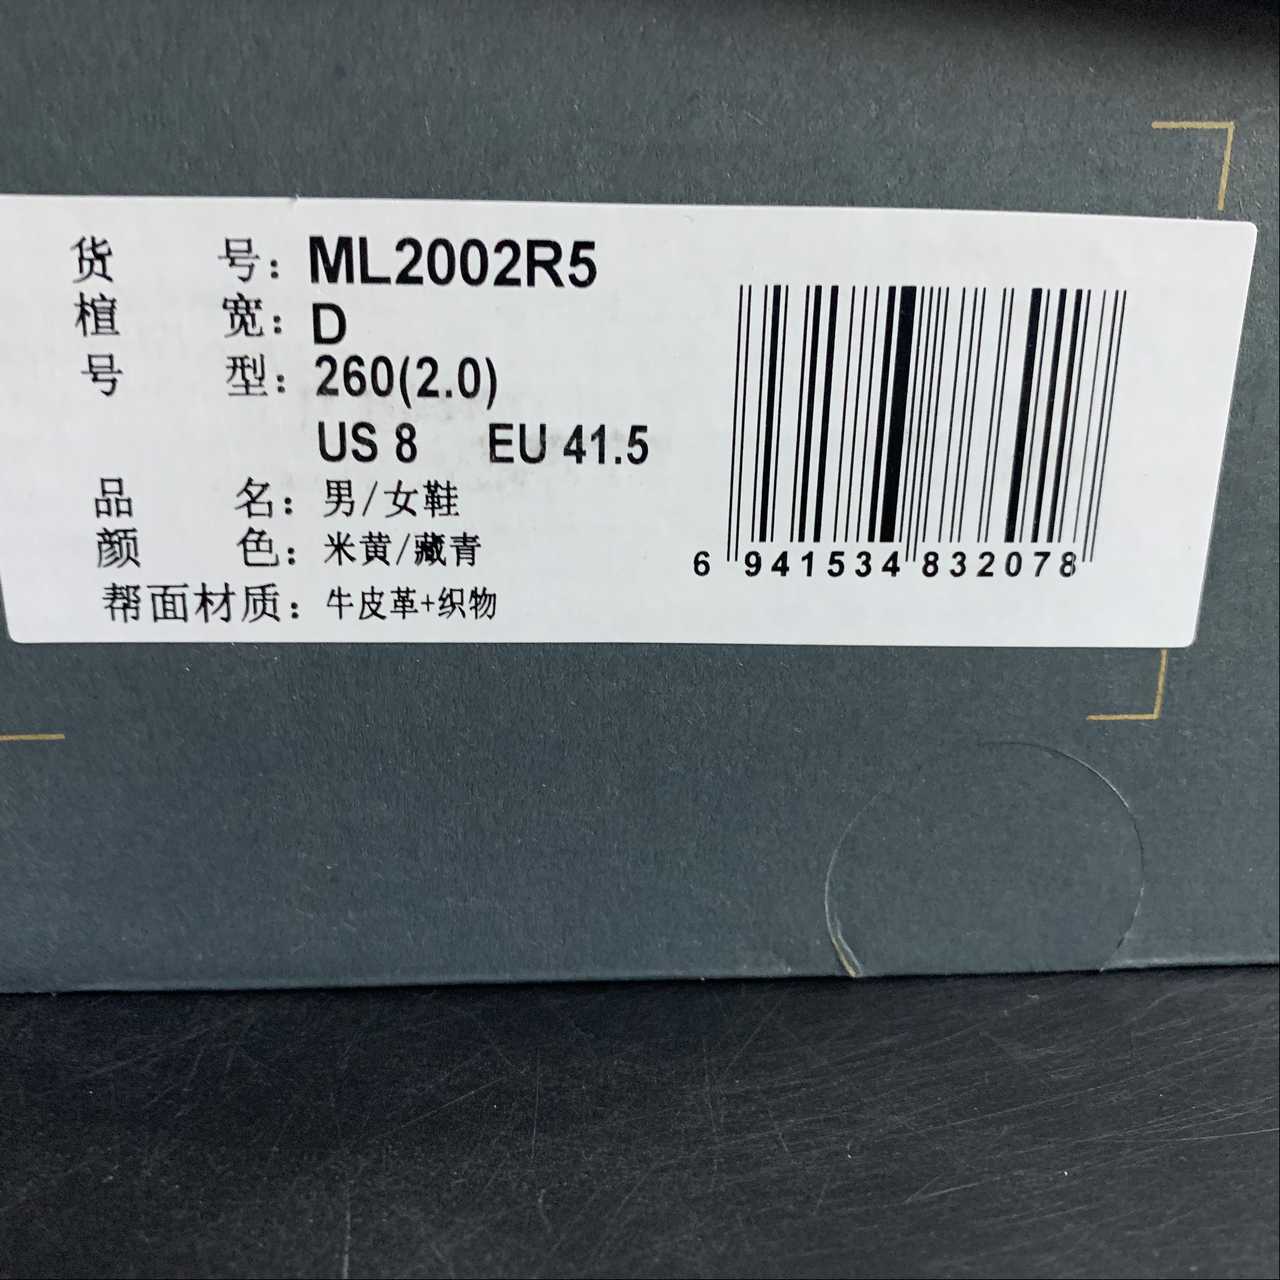 货 号：ML2002R5
楦 宽：D
号 型：260(2.0)
US 8 EU 41.5
品 名：男/女鞋
颜 色：米黄/藏青
帮面材质：牛皮革+织物
6 941534 832078